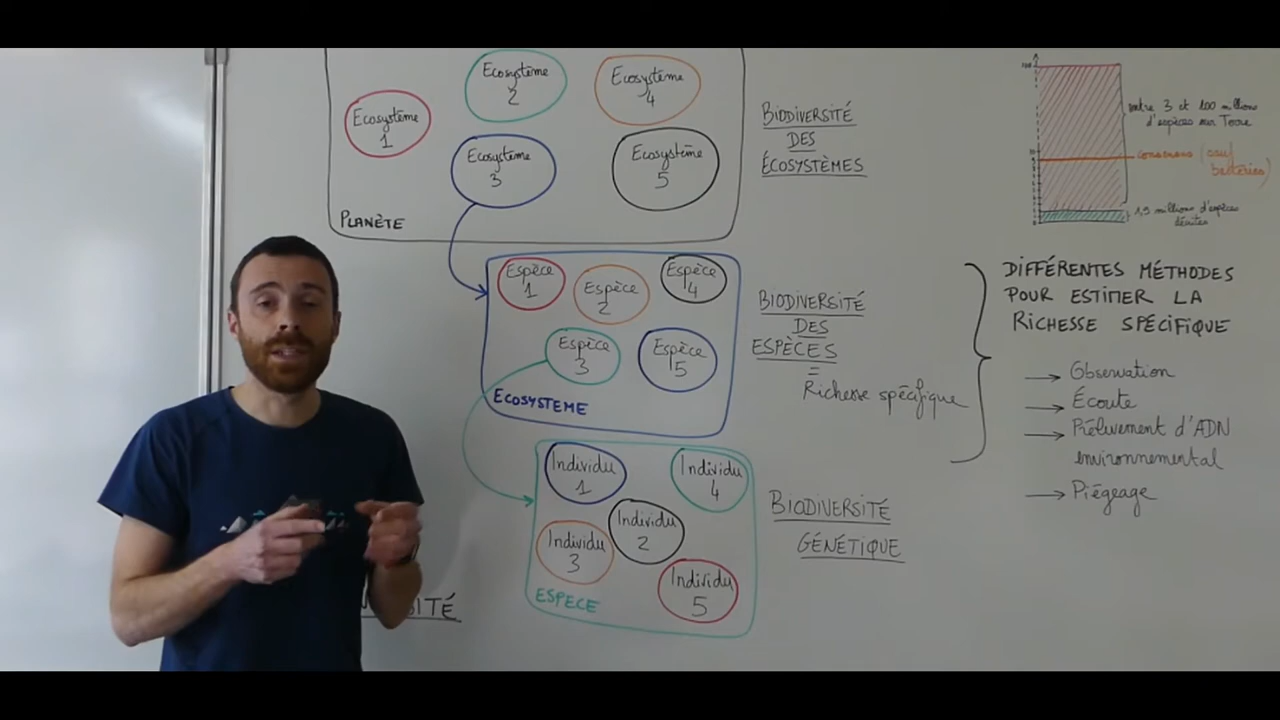 Ecosystème
1
Ecosystème
2
Ecosystème
3
Ecosystème
4
Ecosystème
5
PLANÈTE
BIODIVERSITÉ
DES
ÉCOSYSTÈMES
Espèce
1
Espèce
2
Espèce
3
Espèce
4
Espèce
5
ECOSYSTEME
BIODIVERSITÉ
DES
ESPÈCES
=
Richesse spécifique
Individu
1
Individu
2
Individu
3
Individu
4
Individu
5
ESPECE
BIODIVERSITÉ
GÉNÉTIQUE
100
entre 3 et 100 millions
d'espèces sur Terre
consensus (sauf
bactéries)
1,9 millions d'espèces
décrites
DIFFÉRENTES MÉTHODES
POUR ESTIMER LA
RICHESSE SPÉCIFIQUE
→ Observation
→ Écoute
→ Prélèvement d'ADN
environnemental
→ Piégeage